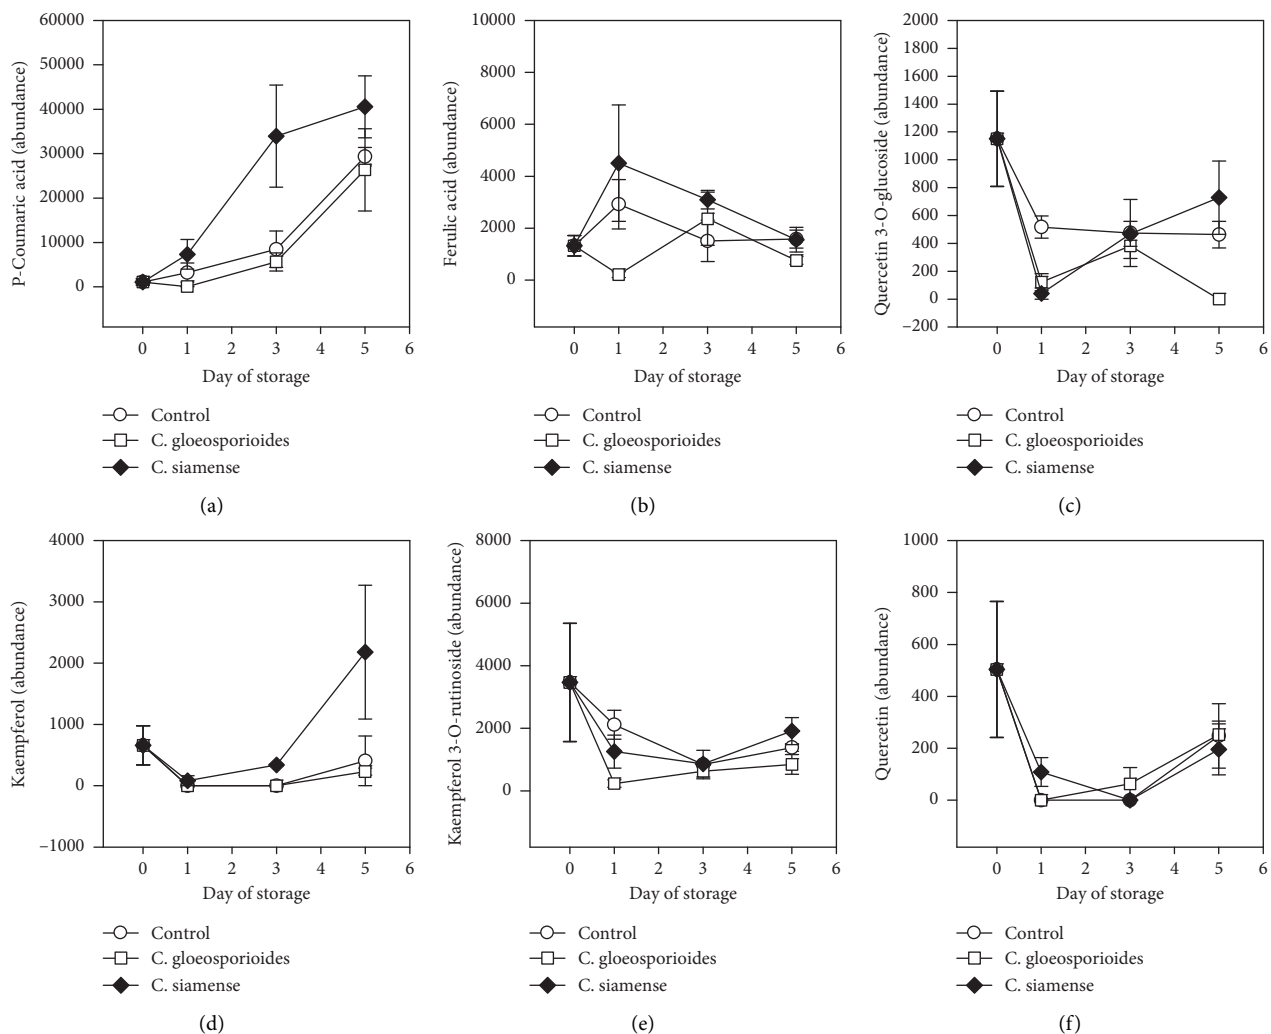 60000
50000
40000
30000
20000
10000
0
P-Coumaric acid (abundance)
0 1 2 3 4 5 6
Day of storage
Control
C. gloeosporioides
C. siamense
(a)
10000
8000
6000
4000
2000
0
Ferulic acid (abundance)
0 1 2 3 4 5 6
Day of storage
Control
C. gloeosporioides
C. siamense
(b)
2000
1800
1600
1400
1200
1000
800
600
400
200
0
−200
Quercetin 3-O-glucoside (abundance)
0 1 2 3 4 5 6
Day of storage
Control
C. gloeosporioides
C. siamense
(c)
4000
3000
2000
1000
0
−1000
Kaempferol (abundance)
0 1 2 3 4 5 6
Day of storage
Control
C. gloeosporioides
C. siamense
(d)
8000
6000
4000
2000
0
Kaempferol 3-O-rutinoside (abundance)
0 1 2 3 4 5 6
Day of storage
Control
C. gloeosporioides
C. siamense
(e)
1000
800
600
400
200
0
Quercetin (abundance)
0 1 2 3 4 5 6
Day of storage
Control
C. gloeosporioides
C. siamense
(f)